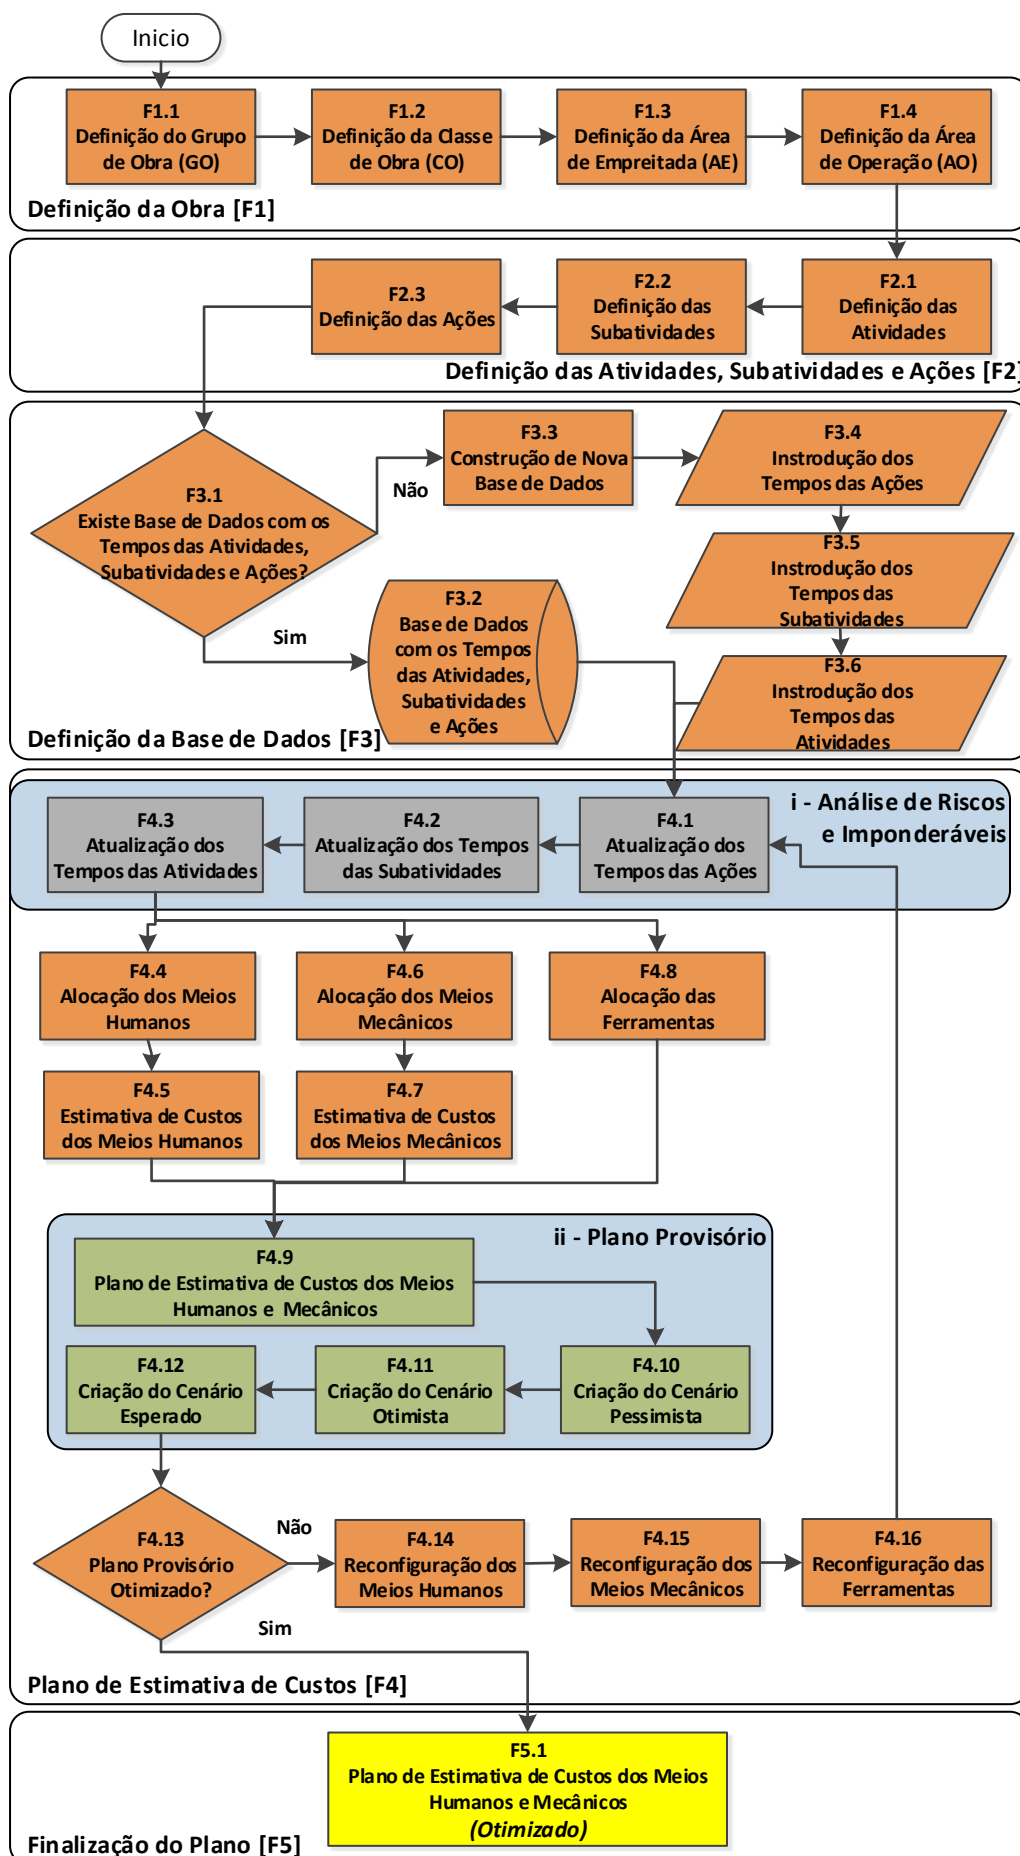 Inicio
F1.1
Definição do Grupo
de Obra (GO)
F1.2
Definição da Classe
de Obra (CO)
F1.3
Definição da Área
de Empreitada (AE)
F1.4
Definição da Área
de Operação (AO)
Definição da Obra [F1]
F2.3
Definição das Ações
F2.2
Definição das
Subatividades
F2.1
Definição das
Atividades
Definição das Atividades, Subatividades e Ações [F2]
F3.1
Existe Base de Dados com os
Tempos das Atividades,
Subatividades e Ações?
Não
F3.3
Construção de Nova
Base de Dados
F3.4
Instrodução dos
Tempos das Ações
F3.5
Instrodução dos
Tempos das
Subatividades
Sim
F3.2
Base de Dados
com os Tempos
das Atividades,
Subatividades
e Ações
F3.6
Instrodução dos
Tempos das
Atividades
Definição da Base de Dados [F3]
i - Análise de Riscos
e Imponderáveis
F4.3
Atualização dos
Tempos das Atividades
F4.2
Atualização dos Tempos
das Subatividades
F4.1
Atualização dos
Tempos das Ações
F4.4
Alocação dos Meios
Humanos
F4.6
Alocação dos Meios
Mecânicos
F4.8
Alocação das
Ferramentas
F4.5
Estimativa de Custos
dos Meios Humanos
F4.7
Estimativa de Custos
dos Meios Mecânicos
ii - Plano Provisório
F4.9
Plano de Estimativa de Custos dos Meios
Humanos e Mecânicos
F4.12
Criação do Cenário
Esperado
F4.11
Criação do Cenário
Otimista
F4.10
Criação do Cenário
Pessimista
F4.13
Plano Provisório
Otimizado?
Não
F4.14
Reconfiguração dos
Meios Humanos
F4.15
Reconfiguração dos
Meios Mecânicos
F4.16
Reconfiguração das
Ferramentas
Sim
Plano de Estimativa de Custos [F4]
F5.1
Plano de Estimativa de Custos dos Meios
Humanos e Mecânicos
(Otimizado)
Finalização do Plano [F5]